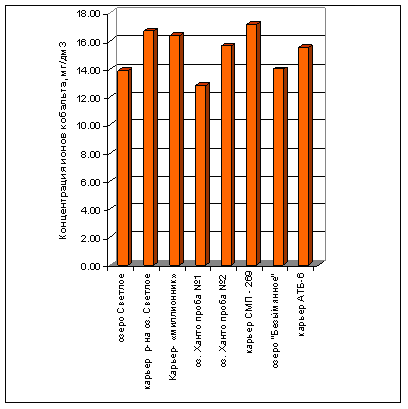 18.00
16.00
14.00
12.00
10.00
8.00
6.00
4.00
2.00
0.00
Концентрация ионов кобальта, мг/дм3
озеро Светлое
карьер р-на оз. Светлое
Карьер- «миллионник»
оз. Ханто проба №1
оз. Ханто проба №2
карьер СМП - 269
озеро "Безымянное"
карьер АТБ-6